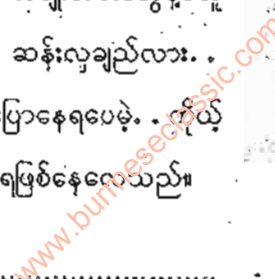 ဆန်းလှချည်လား. .
ပြောနေရပေမဲ့. . ကိုယ့်
ရဖြစ်နေလေသည်။
www.burmeseclassic.com